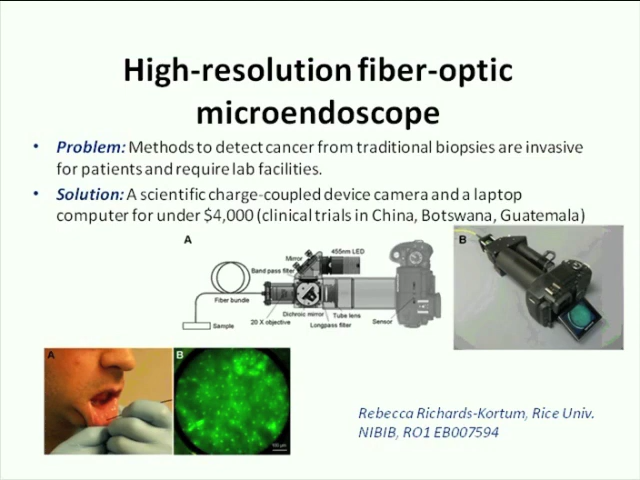 High-resolution fiber-optic
microendoscope
• Problem: Methods to detect cancer from traditional biopsies are invasive
for patients and require lab facilities.
• Solution: A scientific charge-coupled device camera and a laptop
computer for under $4,000 (clinical trials in China, Botswana, Guatemala)
A
455nm LED
Mirror
Band pass filter
Fiber bundle
Sample
20 X objective
Dichroic mirror
Longpass filter
Tube lens
Sensor
B
A
B
Rebecca Richards-Kortum, Rice Univ.
NIBIB, RO1 EB007594